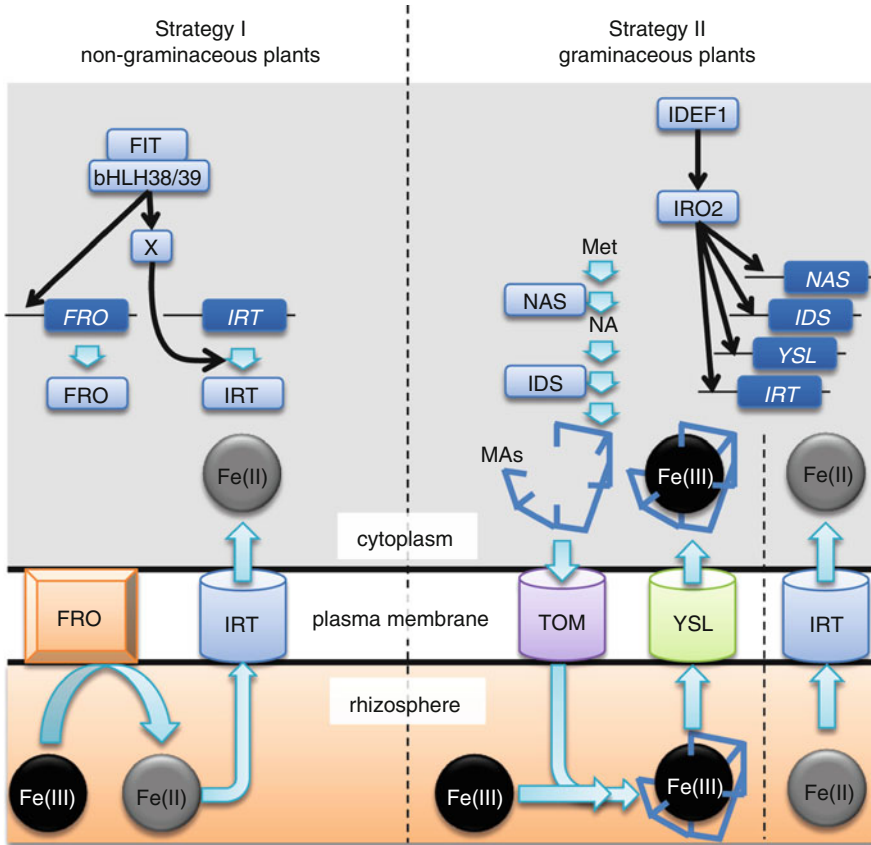 Strategy I
non-graminaceous plants
Strategy II
graminaceous plants
FIT
bHLH38/39
X
FRO
IRT
FRO
IRT
Fe(II)
IDEF1
IRO2
Met
NAS
NA
IDS
MAs
NAS
IDS
YSL
IRT
Fe(III)
Fe(II)
cytoplasm
FRO
IRT
plasma membrane
TOM
YSL
IRT
rhizosphere
Fe(III)
Fe(II)
Fe(III)
Fe(III)
Fe(II)